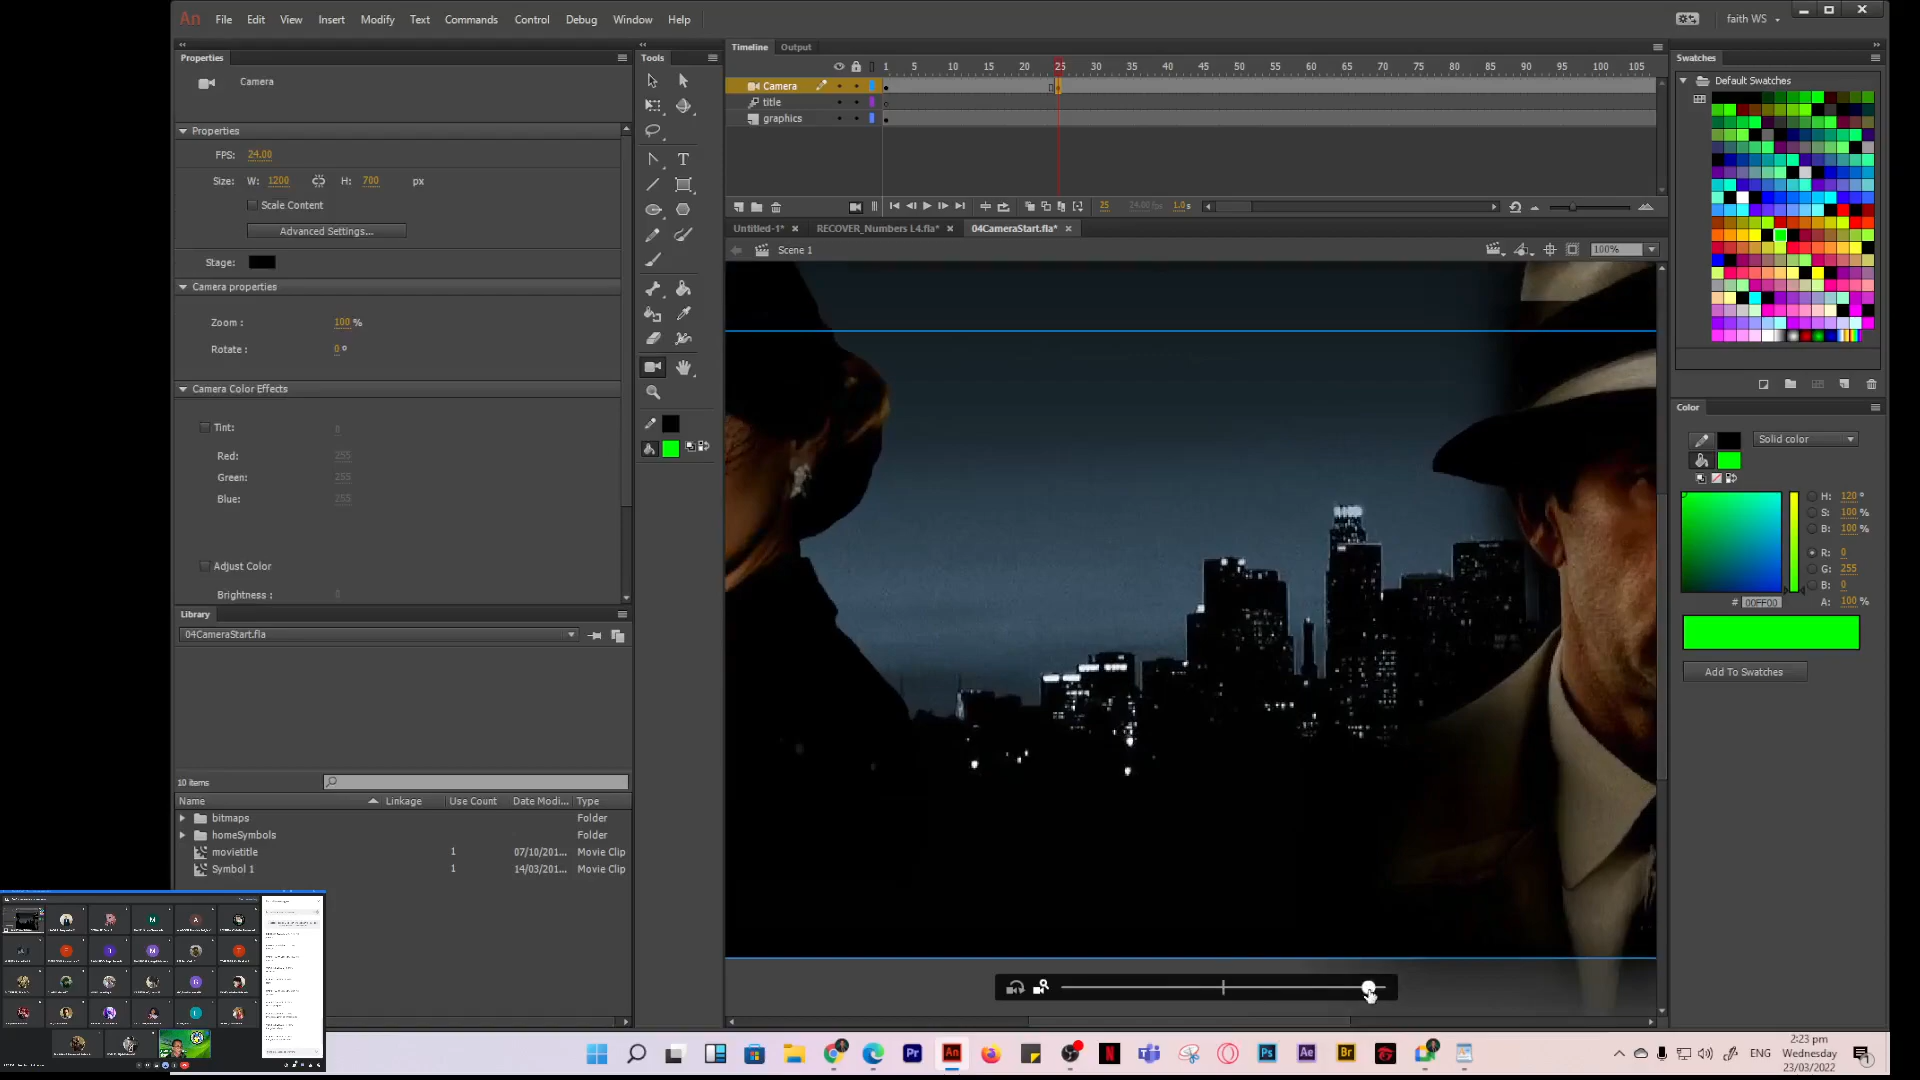 An File Edit View Insert Modify Text Commands Control Debug Window Help faith WS
Properties
Camera
Properties
FPS: 24.00
Size: W: 1200 H: 700 px
Scale Content
Advanced Settings...
Stage:
Camera properties
Zoom : 100 %
Rotate : 0 °
Camera Color Effects
Tint:
Red: 255
Green: 255
Blue: 255
Adjust Color
Brightness :
Library
04CameraStart.fla
10 items
Name Linkage Use Count Date Modi... Type
bitmaps Folder
homeSymbols Folder
movietitle 1 07/10/201... Movie Clip
Symbol 1 1 14/03/201... Movie Clip
Tools
Timeline Output
1 5 10 15 20 25 30 35 40 45 50 55 60 65 70 75 80 85 90 95 100 105
Camera
title
graphics
25 24.00 fps 1.0 s
Untitled-1* RECOVER_Numbers L4.fla* 04CameraStart.fla*
Scene 1 100%
Swatches
Default Swatches
Color
Solid color
H: 120 °
S: 100 %
B: 100 %
R: 0
G: 255
B: 0
# 00FF00 A: 100 %
Add To Swatches
ENG
2:23 pm
Wednesday
23/03/2022